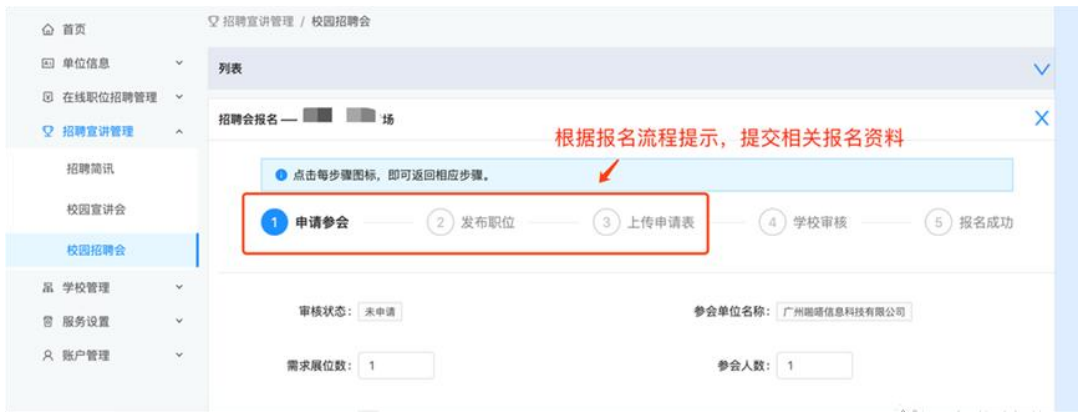 首页
单位信息
在线职位招聘管理
招聘宣讲管理
招聘简讯
校园宣讲会
校园招聘会
学校管理
服务设置
账户管理
招聘宣讲管理 / 校园招聘会
列表
招聘会报名 — 场
根据报名流程提示，提交相关报名资料
点击每步骤图标，即可返回相应步骤。
1 申请参会 2 发布职位 3 上传申请表 4 学校审核 5 报名成功
审核状态： 未申请 参会单位名称： 广州 信息科技有限公司
需求展位数： 1 参会人数： 1